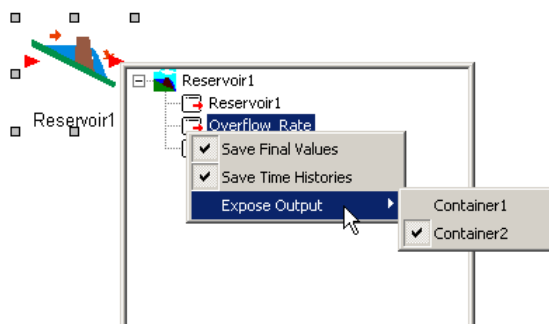 Reservoir1
Reservoir1
Reservoir1
Overflow_Rate
Save Final Values
Save Time Histories
Expose Output
Container1
Container2